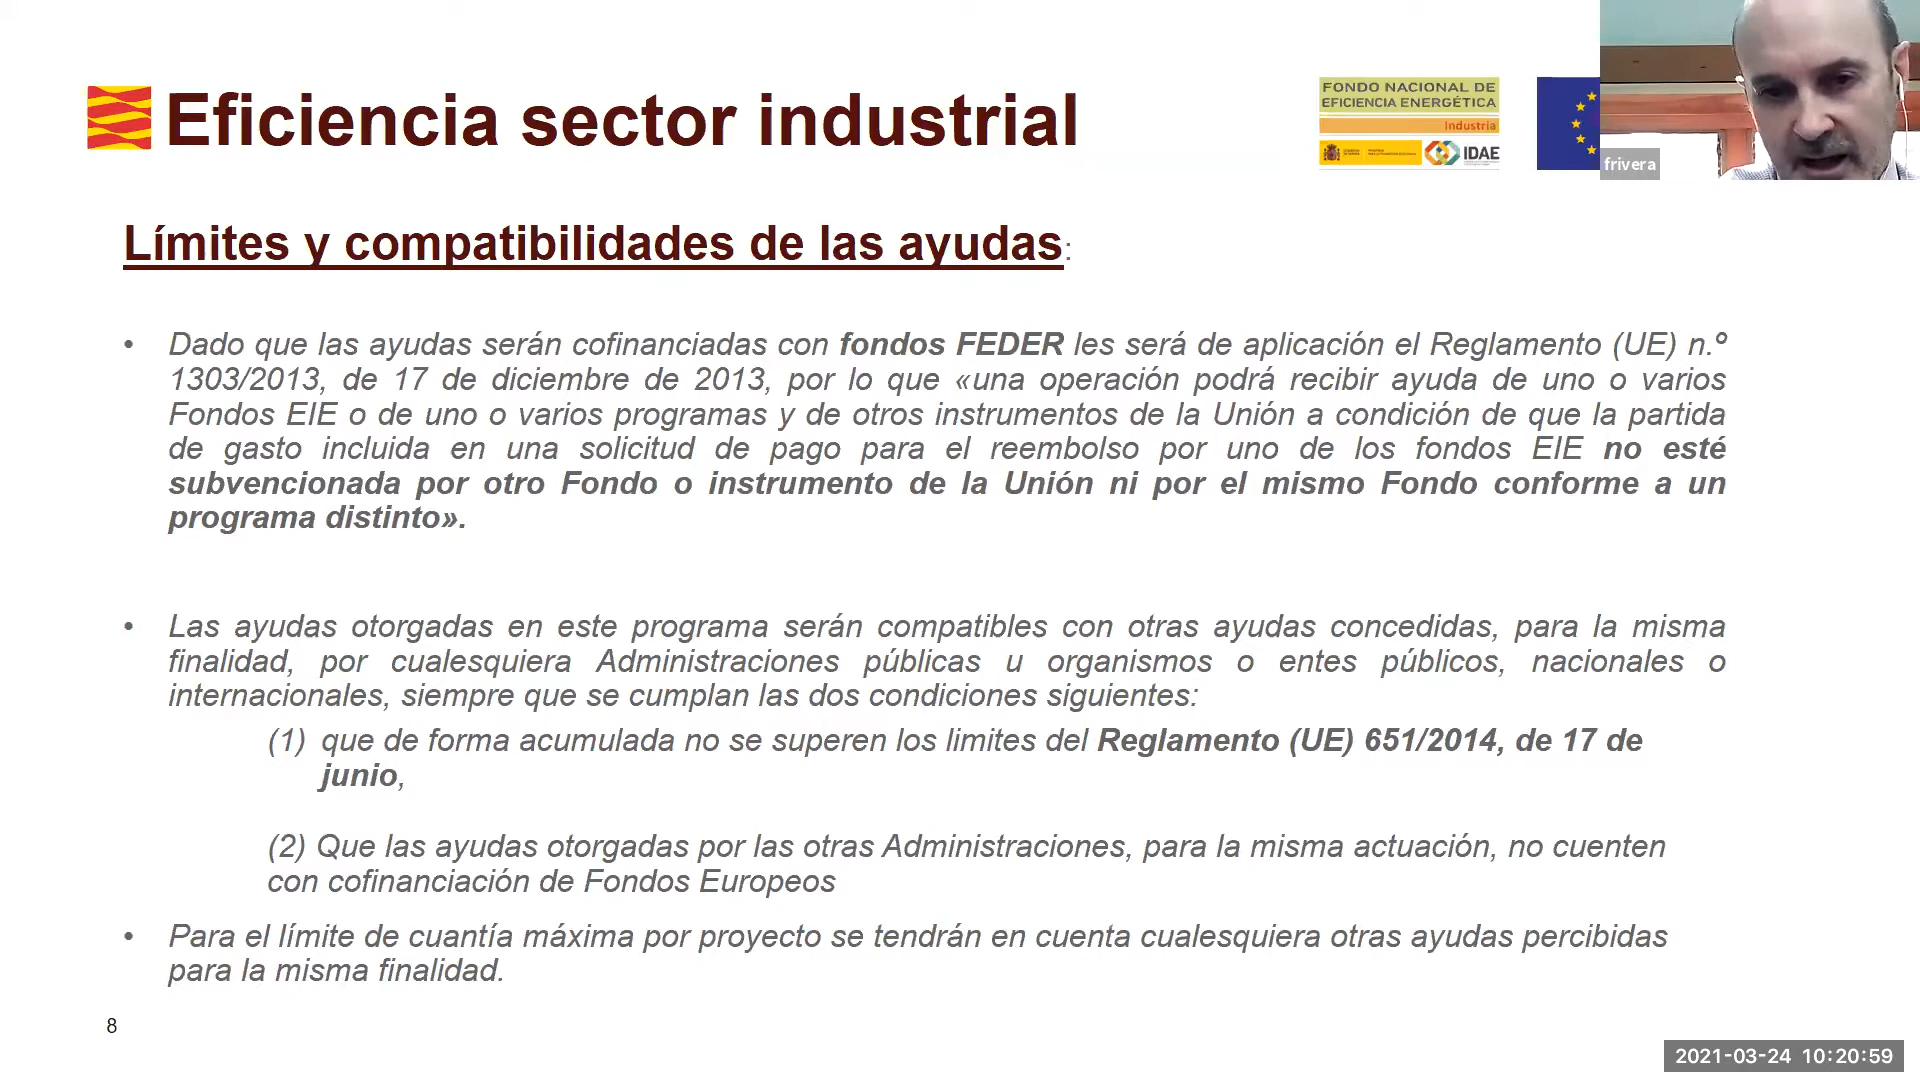 Eficiencia sector industrial
FONDO NACIONAL DE
EFICIENCIA ENERGÉTICA
Industria
IDAE
frivera
Límites y compatibilidades de las ayudas:
• Dado que las ayudas serán cofinanciadas con fondos FEDER les será de aplicación el Reglamento (UE) n.º
1303/2013, de 17 de diciembre de 2013, por lo que «una operación podrá recibir ayuda de uno o varios
Fondos EIE o de uno o varios programas y de otros instrumentos de la Unión a condición de que la partida
de gasto incluida en una solicitud de pago para el reembolso por uno de los fondos EIE no esté
subvencionada por otro Fondo o instrumento de la Unión ni por el mismo Fondo conforme a un
programa distinto».
• Las ayudas otorgadas en este programa serán compatibles con otras ayudas concedidas, para la misma
finalidad, por cualesquiera Administraciones públicas u organismos o entes públicos, nacionales o
internacionales, siempre que se cumplan las dos condiciones siguientes:
(1) que de forma acumulada no se superen los limites del Reglamento (UE) 651/2014, de 17 de
junio,
(2) Que las ayudas otorgadas por las otras Administraciones, para la misma actuación, no cuenten
con cofinanciación de Fondos Europeos
• Para el límite de cuantía máxima por proyecto se tendrán en cuenta cualesquiera otras ayudas percibidas
para la misma finalidad.
8
2021-03-24 10:20:59